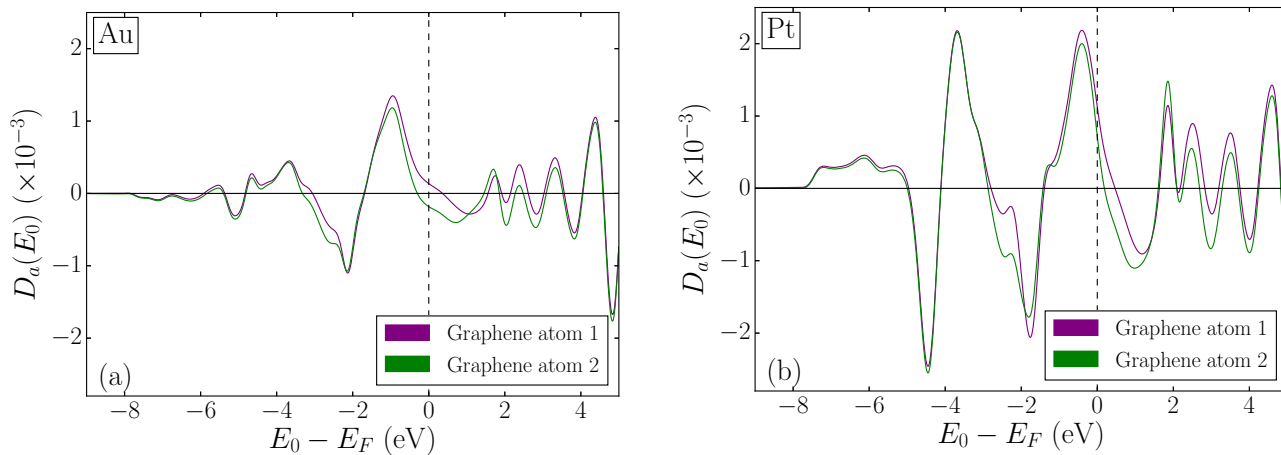 Au
2
1
0
−1
−2
D_a(E_0) (×10^{−3})
Graphene atom 1
Graphene atom 2
(a)
−8 −6 −4 −2 0 2 4
E_0 − E_F (eV)
Pt
2
1
0
−1
−2
D_a(E_0) (×10^{−3})
Graphene atom 1
Graphene atom 2
(b)
−8 −6 −4 −2 0 2 4
E_0 − E_F (eV)